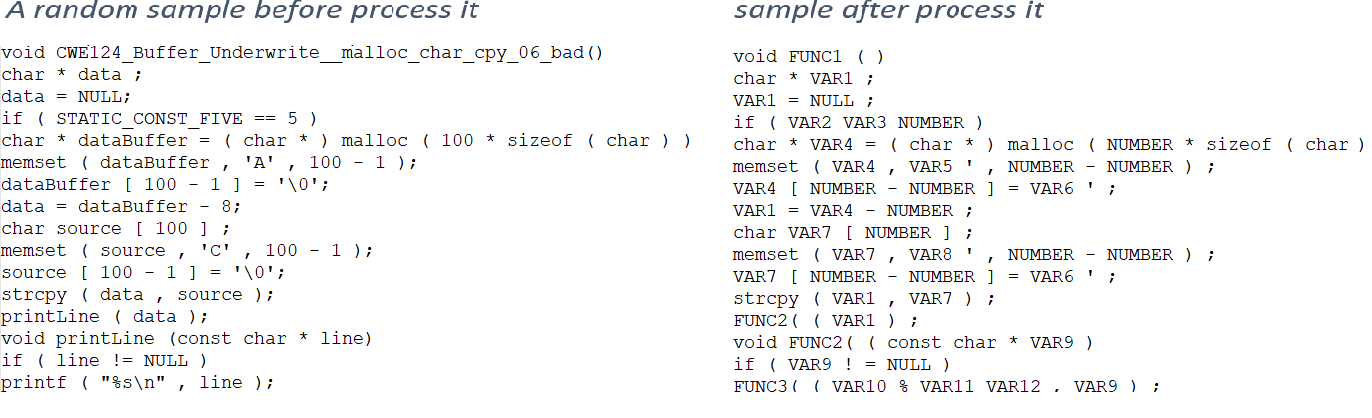 A random sample before process it
void CWE124_Buffer_Underwrite__malloc_char_cpy_06_bad()
char * data ;
data = NULL;
if ( STATIC_CONST_FIVE == 5 )
char * dataBuffer = ( char * ) malloc ( 100 * sizeof ( char ) )
memset ( dataBuffer , 'A' , 100 - 1 );
dataBuffer [ 100 - 1 ] = '\0';
data = dataBuffer - 8;
char source [ 100 ] ;
memset ( source , 'C' , 100 - 1 );
source [ 100 - 1 ] = '\0';
strcpy ( data , source );
printLine ( data );
void printLine (const char * line)
if ( line != NULL )
printf ( "%s\n" , line );
sample after process it
void FUNC1 ( )
char * VAR1 ;
VAR1 = NULL ;
if ( VAR2 VAR3 NUMBER )
char * VAR4 = ( char * ) malloc ( NUMBER * sizeof ( char )
memset ( VAR4 , VAR5 ' , NUMBER - NUMBER ) ;
VAR4 [ NUMBER - NUMBER ] = VAR6 ' ;
VAR1 = VAR4 - NUMBER ;
char VAR7 [ NUMBER ] ;
memset ( VAR7 , VAR8 ' , NUMBER - NUMBER ) ;
VAR7 [ NUMBER - NUMBER ] = VAR6 ' ;
strcpy ( VAR1 , VAR7 ) ;
FUNC2( ( VAR1 ) ;
void FUNC2( ( const char * VAR9 )
if ( VAR9 ! = NULL )
FUNC3( ( VAR10 % VAR11 VAR12 , VAR9 ) ;